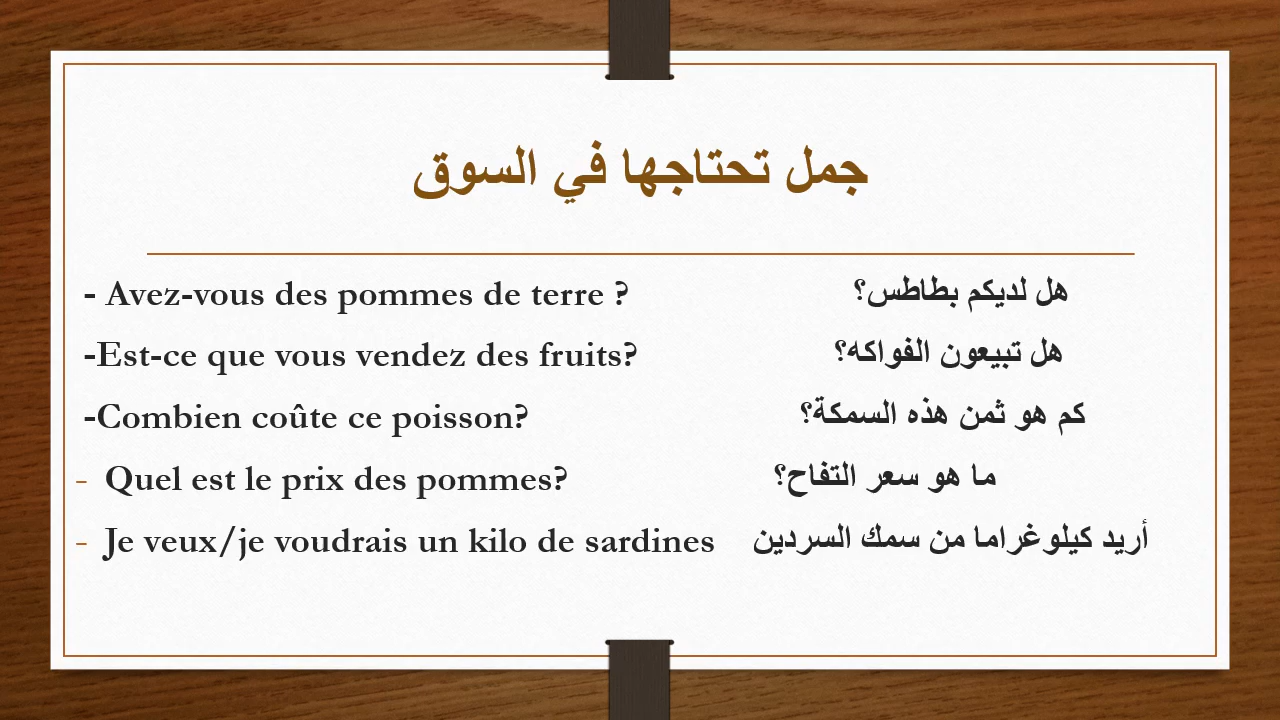 جمل تحتاجها في السوق
- Avez-vous des pommes de terre ? هل لديكم بطاطس؟
-Est-ce que vous vendez des fruits? هل تبيعون الفواكه؟
-Combien coûte ce poisson? كم هو ثمن هذه السمكة؟
- Quel est le prix des pommes? ما هو سعر التفاح؟
- Je veux/je voudrais un kilo de sardines أريد كيلوغراما من سمك السردين